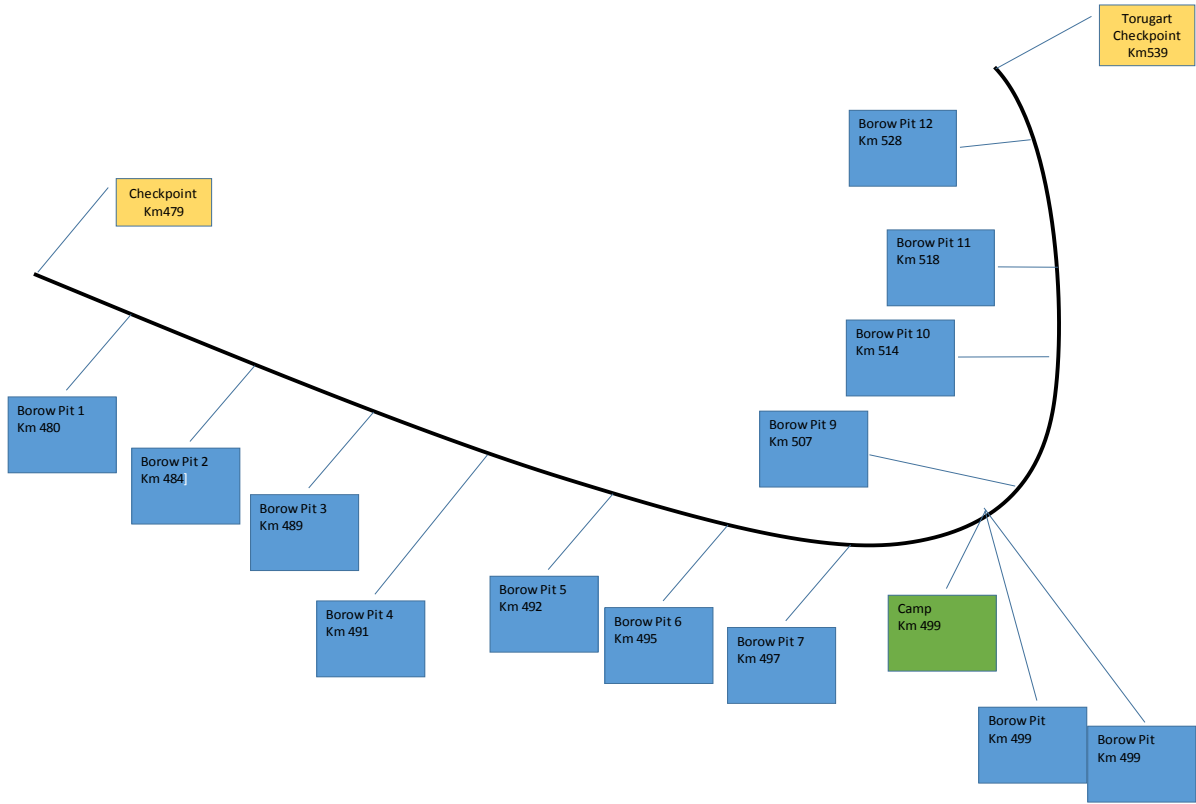 Torugart
Checkpoint
Km539
Borow Pit 12
Km 528
Checkpoint
Km479
Borow Pit 11
Km 518
Borow Pit 10
Km 514
Borow Pit 1
Km 480
Borow Pit 9
Km 507
Borow Pit 2
Km 484]
Borow Pit 3
Km 489
Borow Pit 4
Km 491
Borow Pit 5
Km 492
Borow Pit 6
Km 495
Borow Pit 7
Km 497
Camp
Km 499
Borow Pit
Km 499
Borow Pit
Km 499